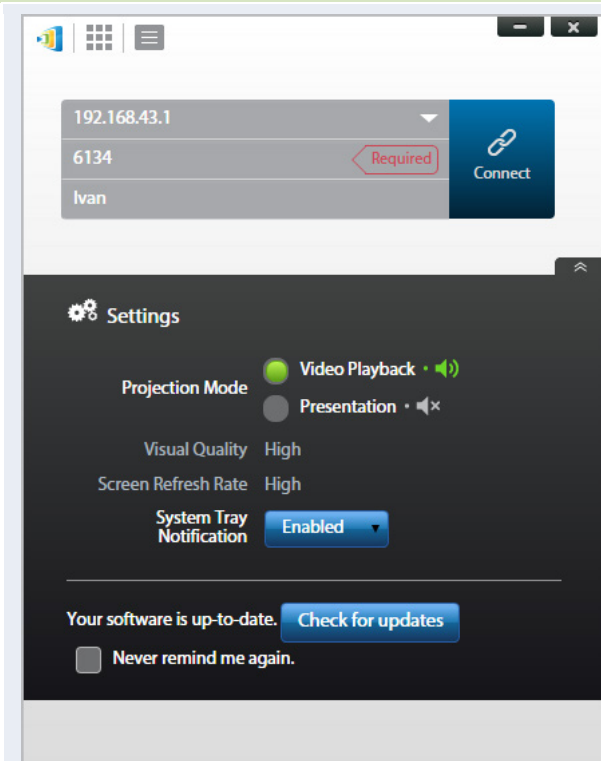 192.168.43.1
6134 Required
Ivan
Connect
Settings
Projection Mode
Video Playback
Presentation
Visual Quality High
Screen Refresh Rate High
System Tray
Notification
Enabled
Your software is up-to-date. Check for updates
Never remind me again.